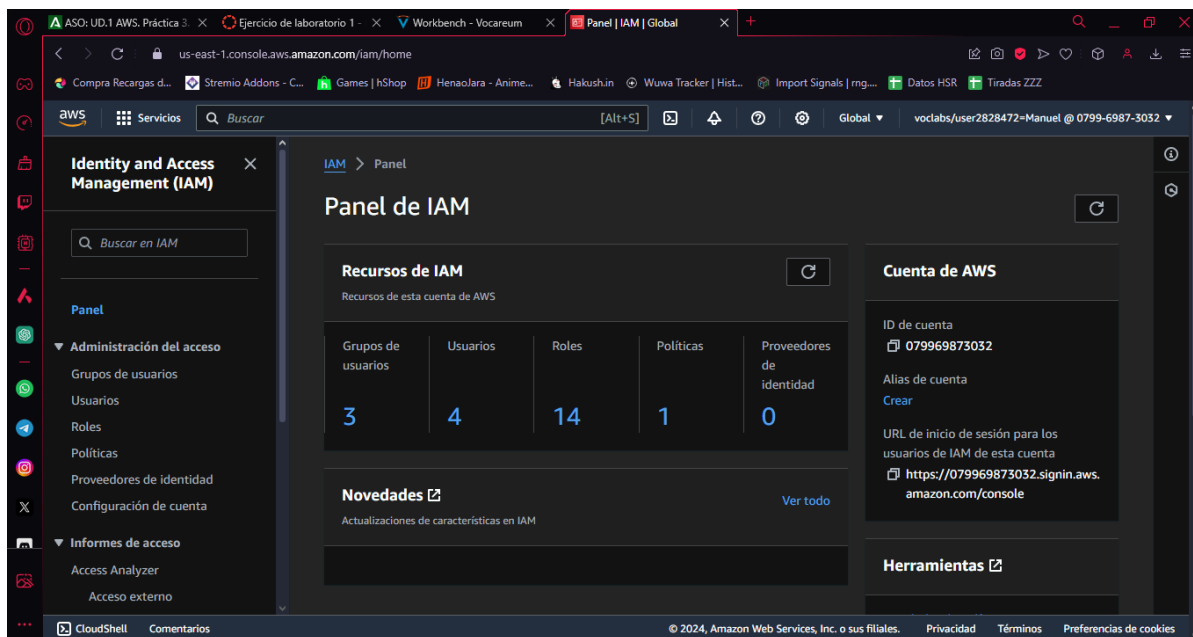 ASO: UD.1 AWS. Práctica 3.
Ejercicio de laboratorio 1 -
Workbench - Vocareum
Panel | IAM | Global
us-east-1.console.aws.amazon.com/iam/home
Compra Recargas d...
Stremio Addons - C...
Games | hShop
HenaoJara - Anime...
Hakush.in
Wuwa Tracker | Hist...
Import Signals | rng....
Datos HSR
Tiradas ZZZ
aws
Servicios
Buscar
[Alt+S]
Global
voclabs/user2828472=Manuel @ 0799-6987-3032
Identity and Access
Management (IAM)
Buscar en IAM
Panel
Administración del acceso
Grupos de usuarios
Usuarios
Roles
Políticas
Proveedores de identidad
Configuración de cuenta
Informes de acceso
Access Analyzer
Acceso externo
IAM > Panel
Panel de IAM
Recursos de IAM
Recursos de esta cuenta de AWS
Grupos de
usuarios
3
Usuarios
4
Roles
14
Políticas
1
Proveedores
de
identidad
0
Novedades
Ver todo
Actualizaciones de características en IAM
Cuenta de AWS
ID de cuenta
079969873032
Alias de cuenta
Crear
URL de inicio de sesión para los
usuarios de IAM de esta cuenta
https://079969873032.signin.aws.
amazon.com/console
Herramientas
CloudShell
Comentarios
© 2024, Amazon Web Services, Inc. o sus filiales.
Privacidad
Términos
Preferencias de cookies